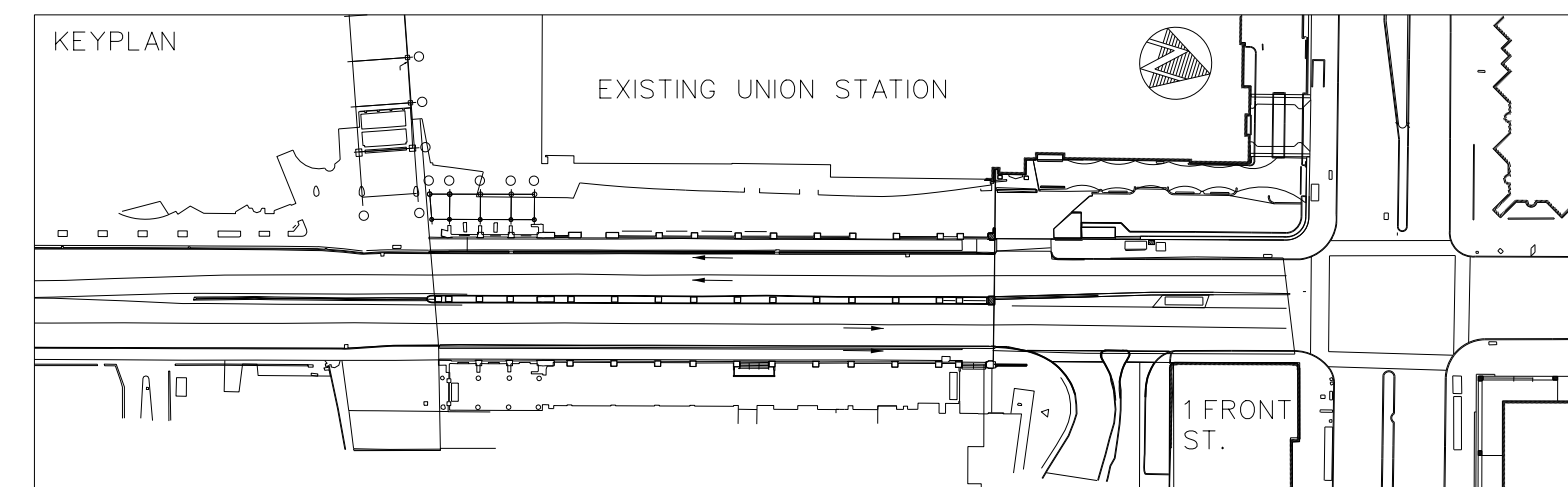 KEYPLAN
EXISTING UNION STATION
1 FRONT
ST.